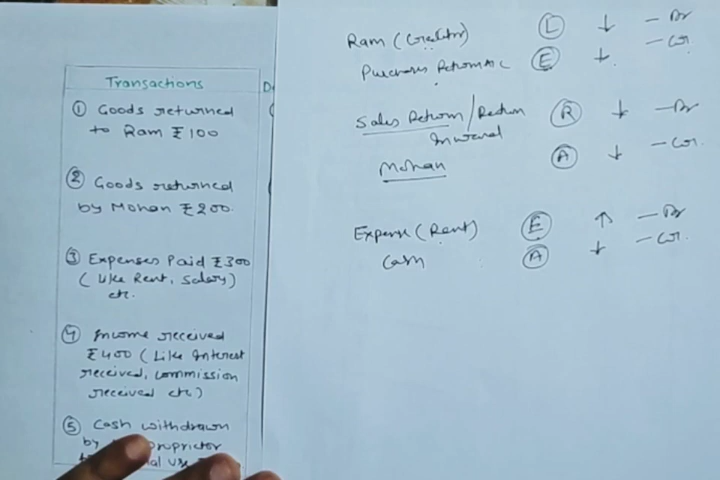 Transactions
① Goods returned
to Ram ₹100
② Goods returned
by Mohan ₹200.
③ Expenses Paid ₹300
(Like Rent, Salary)
etc.
④ Income received
₹400 (Like Interest
received, commission
received etc)
⑤ Cash withdrawn
by proprietor
use
Ram (Creditor) Ⓛ ↓ – Dr
Purchases Return A/c Ⓔ ↓ – Cr.
Sales Return / Return Ⓡ ↓ – Dr
Inward
Mohan Ⓐ ↓ – Cr.
Expense (Rent) Ⓔ ↑ – Dr
Cash Ⓐ ↓ – Cr.